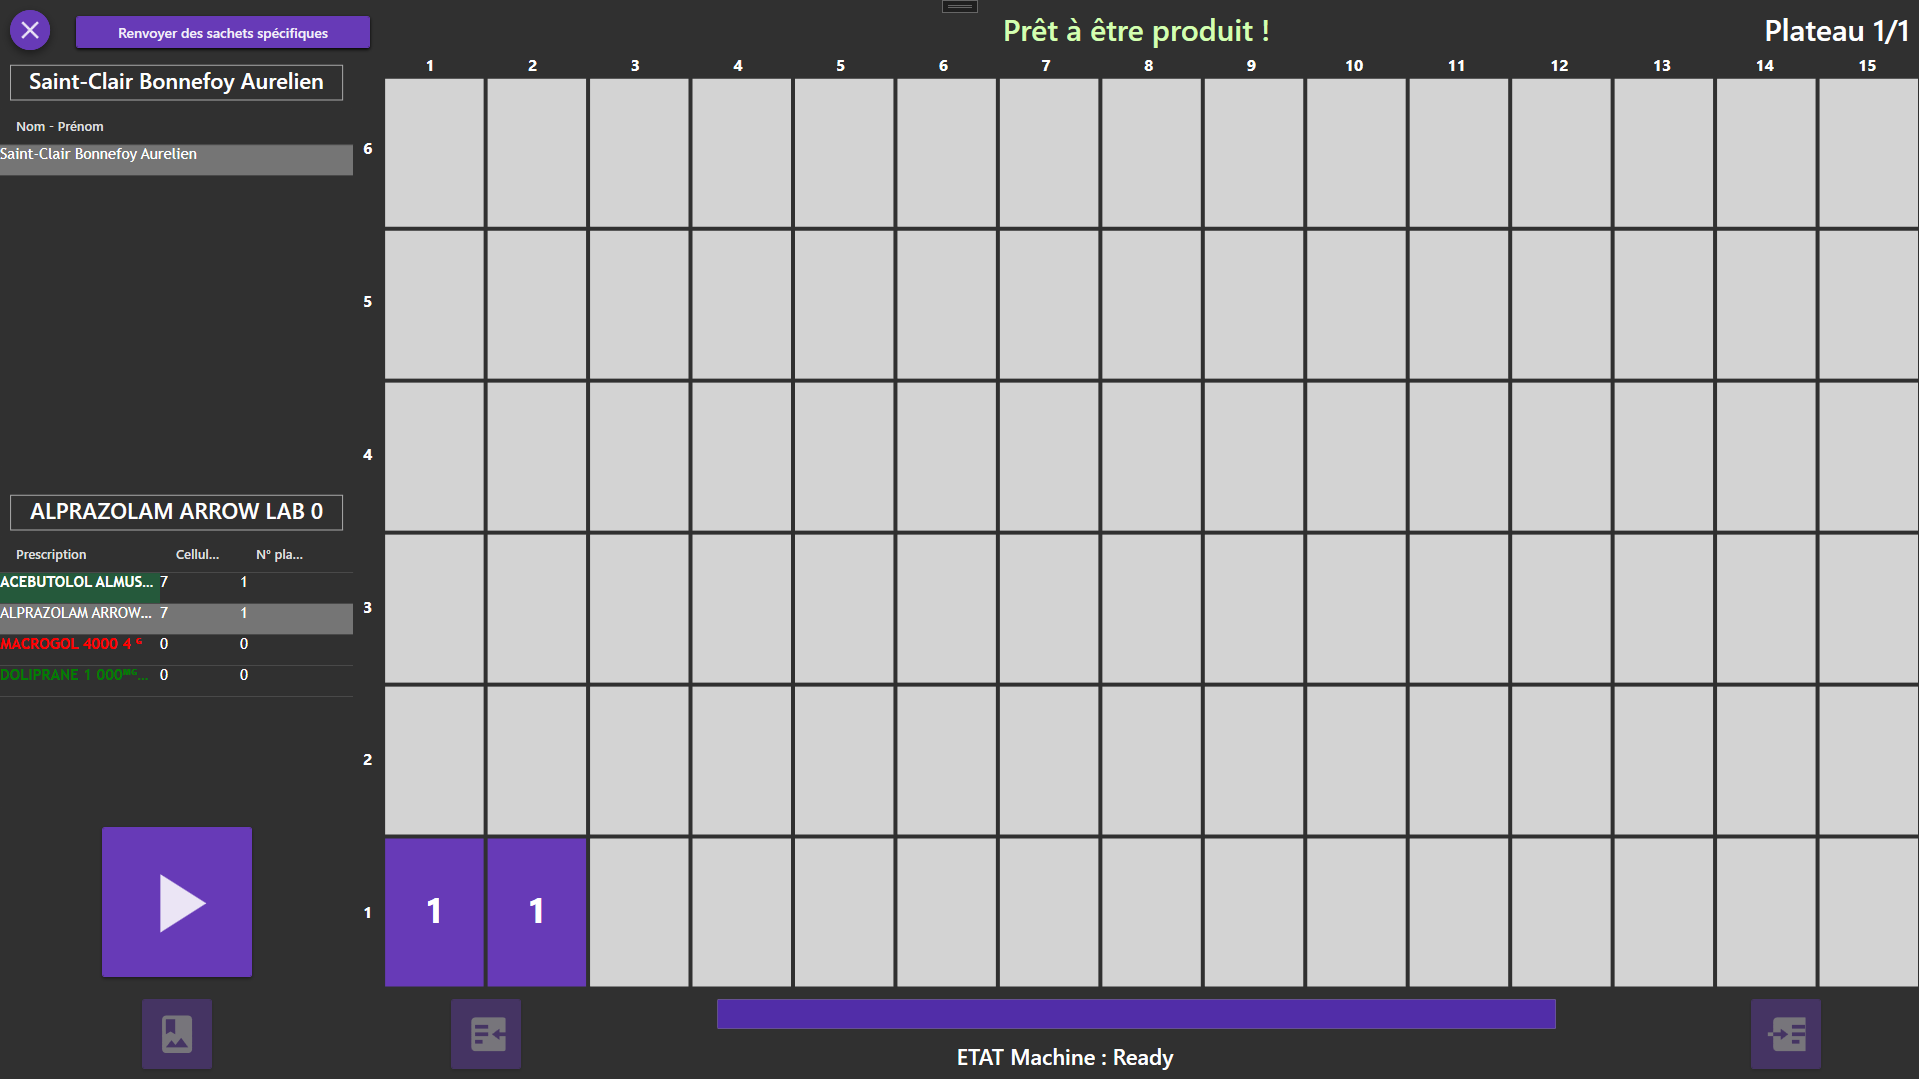 Renvoyer des sachets spécifiques
Prêt à être produit !
Plateau 1/1
Saint-Clair Bonnefoy Aurelien
Nom - Prénom
Saint-Clair Bonnefoy Aurelien
1 2 3 4 5 6 7 8 9 10 11 12 13 14 15
6
5
4
3
2
1
ALPRAZOLAM ARROW LAB 0
Prescription Cellul... N° pla...
ACEBUTOLOL ALMUS... 7 1
ALPRAZOLAM ARROW... 7 1
MACROGOL 4000 4 ᴳ 0 0
DOLIPRANE 1 000ᴹᴳ... 0 0
1 1
ETAT Machine : Ready